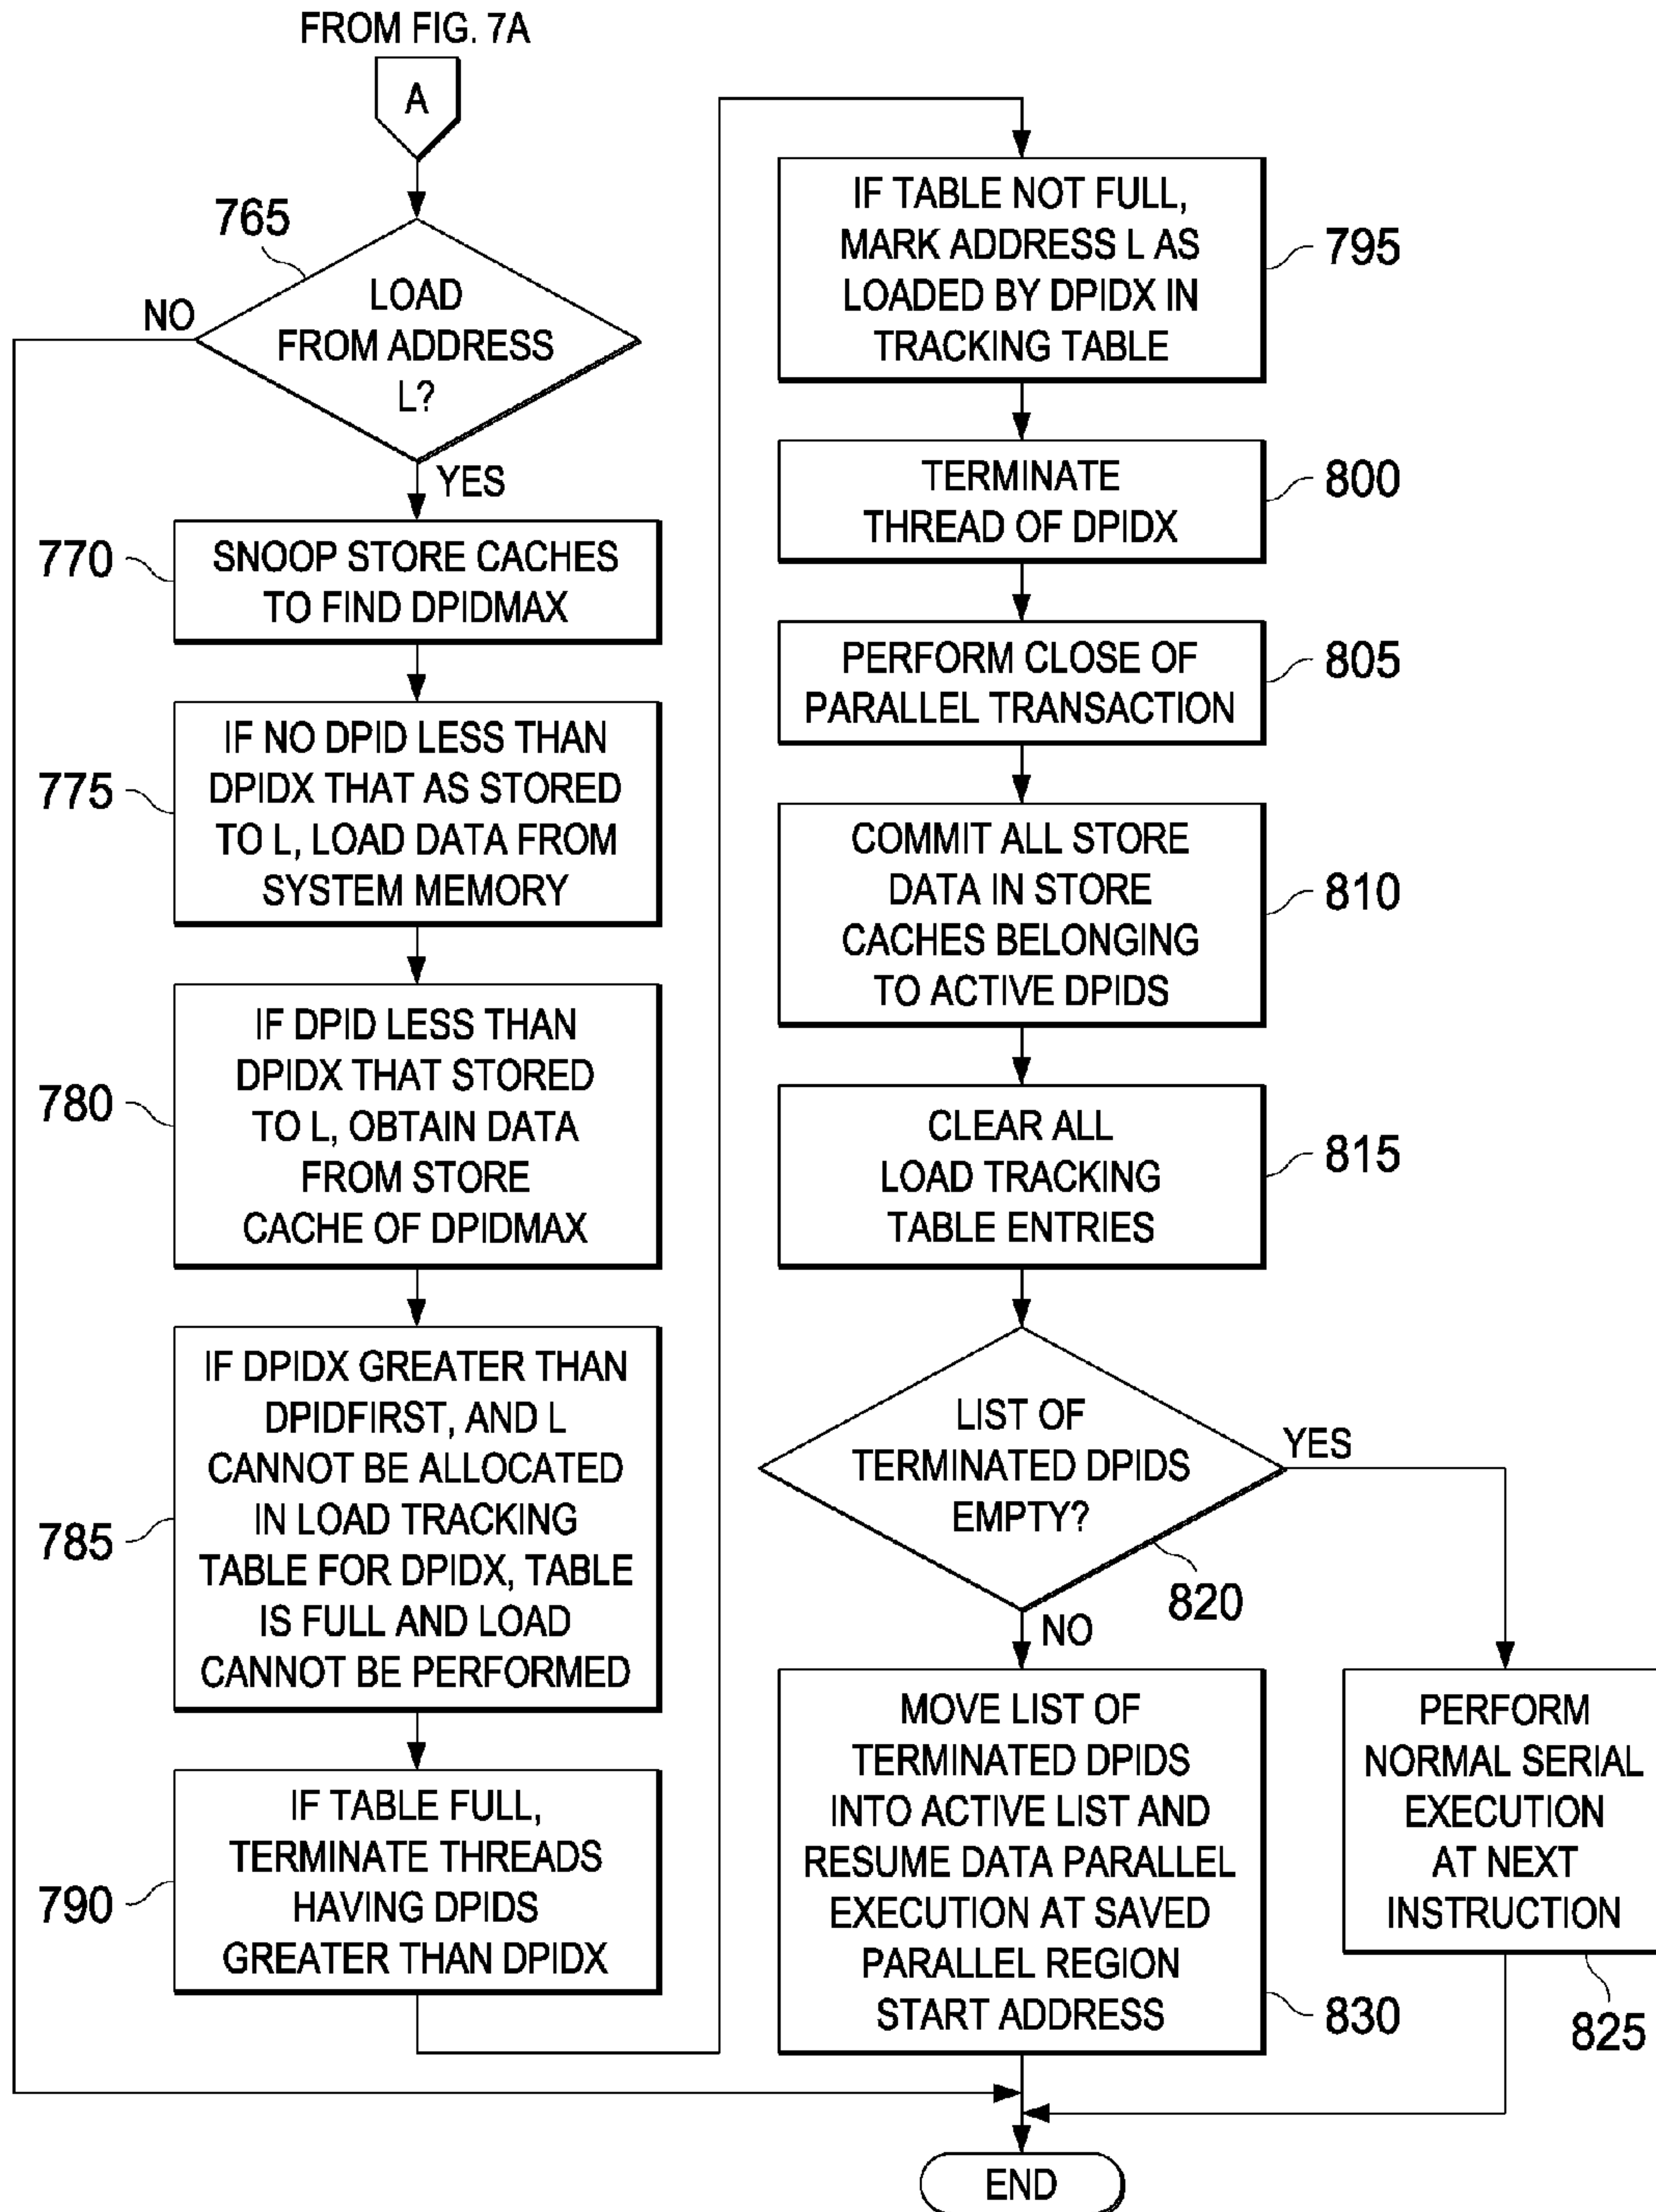 FROM FIG. 7A
A
765
LOAD
FROM ADDRESS
L?
NO
YES
770
SNOOP STORE CACHES
TO FIND DPIDMAX
775
IF NO DPID LESS THAN
DPIDX THAT AS STORED
TO L, LOAD DATA FROM
SYSTEM MEMORY
780
IF DPID LESS THAN
DPIDX THAT STORED
TO L, OBTAIN DATA
FROM STORE
CACHE OF DPIDMAX
785
IF DPIDX GREATER THAN
DPIDFIRST, AND L
CANNOT BE ALLOCATED
IN LOAD TRACKING
TABLE FOR DPIDX, TABLE
IS FULL AND LOAD
CANNOT BE PERFORMED
790
IF TABLE FULL,
TERMINATE THREADS
HAVING DPIDS
GREATER THAN DPIDX
IF TABLE NOT FULL,
MARK ADDRESS L AS
LOADED BY DPIDX IN
TRACKING TABLE
795
TERMINATE
THREAD OF DPIDX
800
PERFORM CLOSE OF
PARALLEL TRANSACTION
805
COMMIT ALL STORE
DATA IN STORE
CACHES BELONGING
TO ACTIVE DPIDS
810
CLEAR ALL
LOAD TRACKING
TABLE ENTRIES
815
LIST OF
TERMINATED DPIDS
EMPTY?
YES
820
NO
MOVE LIST OF
TERMINATED DPIDS
INTO ACTIVE LIST AND
RESUME DATA PARALLEL
EXECUTION AT SAVED
PARALLEL REGION
START ADDRESS
830
PERFORM
NORMAL SERIAL
EXECUTION
AT NEXT
INSTRUCTION
825
END